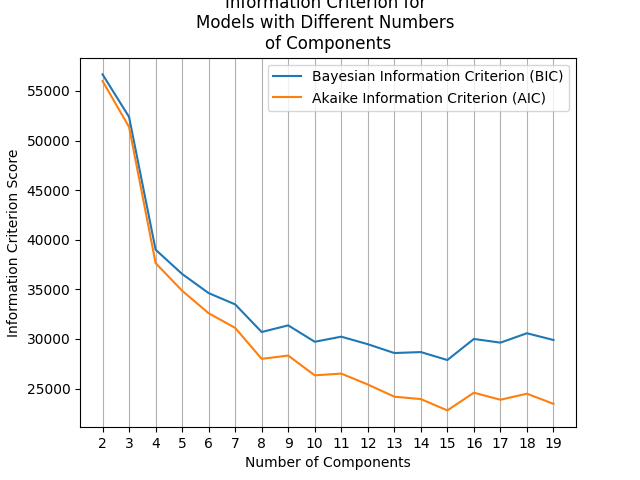 Information Criterion for
Models with Different Numbers
of Components
Bayesian Information Criterion (BIC)
Akaike Information Criterion (AIC)
Information Criterion Score
55000
50000
45000
40000
35000
30000
25000
2 3 4 5 6 7 8 9 10 11 12 13 14 15 16 17 18 19
Number of Components